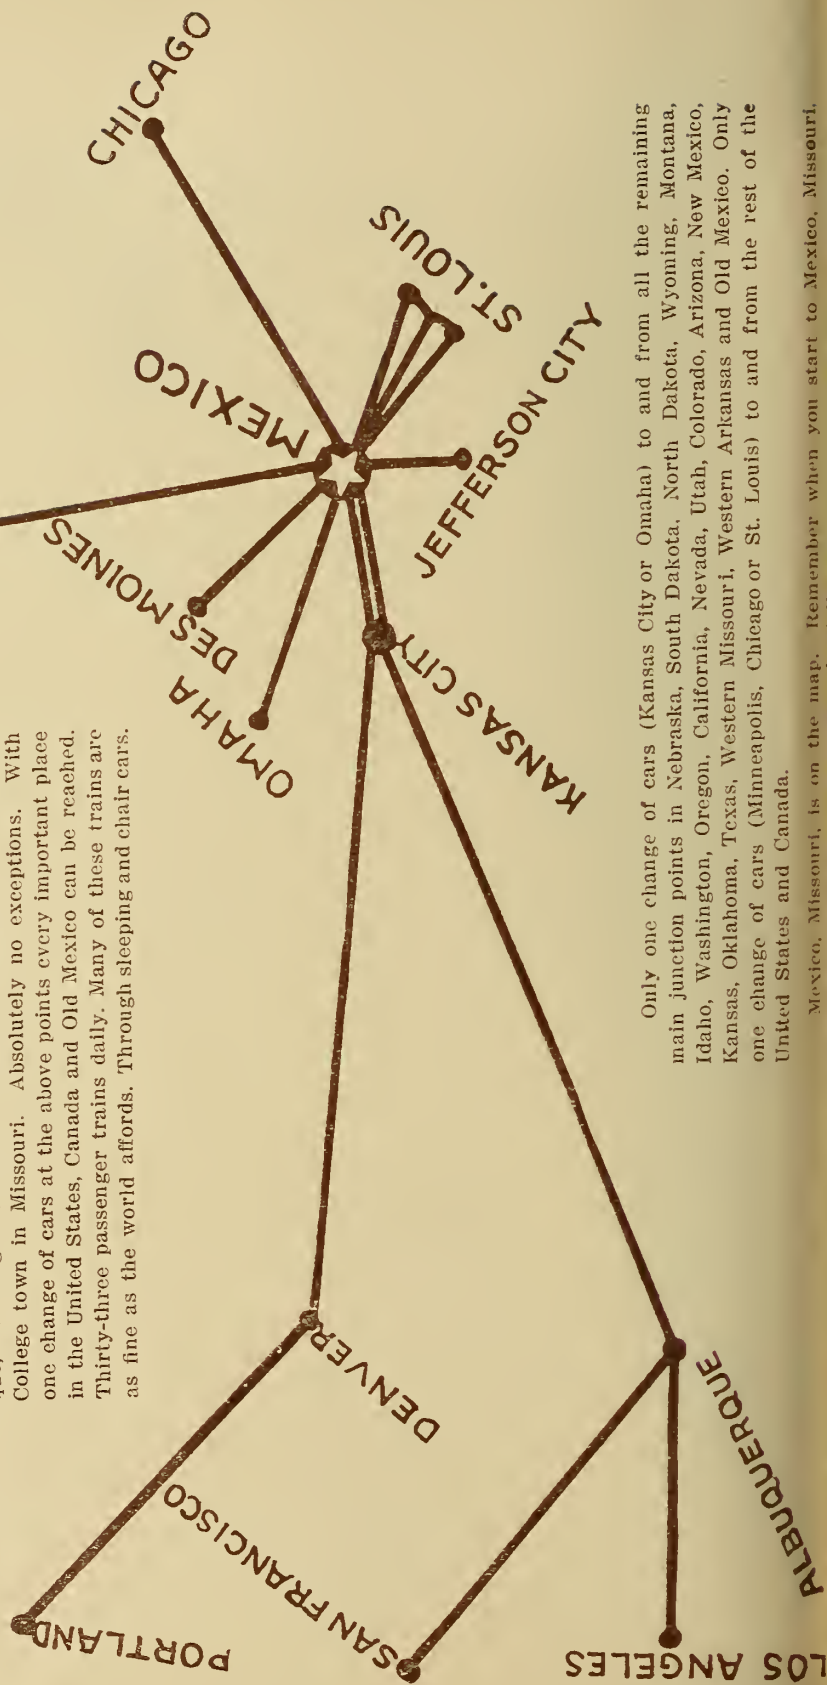 College town in Missouri. Absolutely no exceptions. With
one change of cars at the above points every important place
in the United States, Canada and Old Mexico can be reached.
Thirty-three passenger trains daily. Many of these trains are
as fine as the world affords. Through sleeping and chair cars.
CHICAGO
ST. LOUIS
MEXICO
JEFFERSON CITY
DES MOINES
OMAHA
KANSAS CITY
DENVER
PORTLAND
SAN FRANCISCO
LOS ANGELES
ALBUQUERQUE
Only one change of cars (Kansas City or Omaha) to and from all the remaining
main junction points in Nebraska, South Dakota, North Dakota, Wyoming, Montana,
Idaho, Washington, Oregon, California, Nevada, Utah, Colorado, Arizona, New Mexico,
Kansas, Oklahoma, Texas, Western Missouri, Western Arkansas and Old Mexico. Only
one change of cars (Minneapolis, Chicago or St. Louis) to and from the rest of the
United States and Canada.
Mexico, Missouri, is on the map. Remember when you start to Mexico, Missouri,